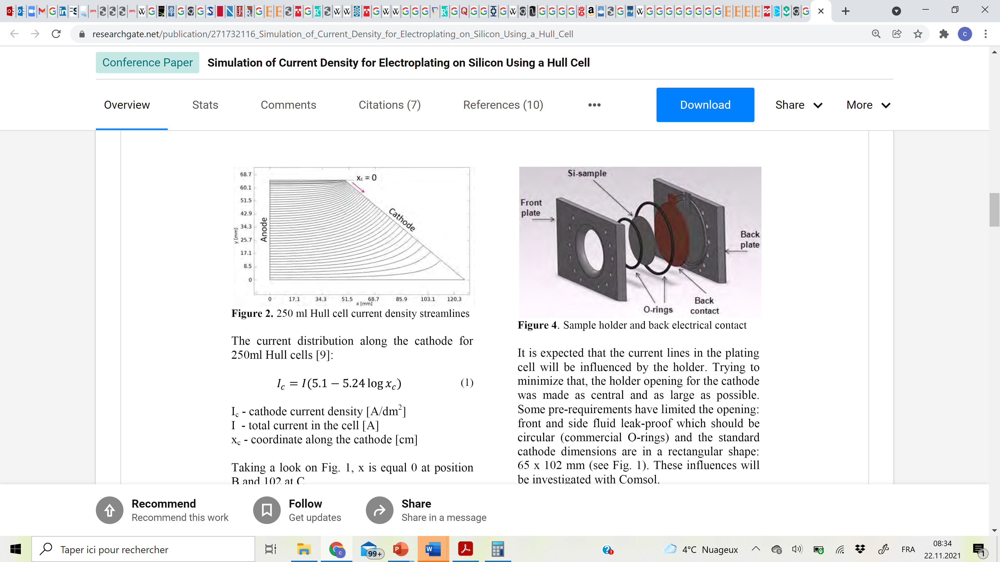 researchgate.net/publication/271732116_Simulation_of_Current_Density_for_Electroplating_on_Silicon_Using_a_Hull_Cell
Conference Paper
Simulation of Current Density for Electroplating on Silicon Using a Hull Cell
Overview
Stats
Comments
Citations (7)
References (10)
Download
Share
More
68.7
60.1
51.5
42.9
34.3
25.7
17.1
8.5
0
y [mm]
Anode
xc = 0
Cathode
0 17.1 34.3 51.5 68.7 85.9 103.1 120.3
x [mm]
Figure 2. 250 ml Hull cell current density streamlines
The current distribution along the cathode for
250ml Hull cells [9]:
Ic = I(5.1 − 5.24 log xc) (1)
Ic - cathode current density [A/dm²]
I - total current in the cell [A]
xc - coordinate along the cathode [cm]
Taking a look on Fig. 1, x is equal 0 at position
B and 102 at C
Si-sample
Front
plate
Back
plate
O-rings
Back
contact
Figure 4. Sample holder and back electrical contact
It is expected that the current lines in the plating
cell will be influenced by the holder. Trying to
minimize that, the holder opening for the cathode
was made as central and as large as possible.
Some pre-requirements have limited the opening:
front and side fluid leak-proof which should be
circular (commercial O-rings) and the standard
cathode dimensions are in a rectangular shape:
65 x 102 mm (see Fig. 1). These influences will
be investigated with Comsol.
Recommend
Recommend this work
Follow
Get updates
Share
Share in a message
Taper ici pour rechercher
99+
4°C Nuageux
FRA
08:34
22.11.2021
1